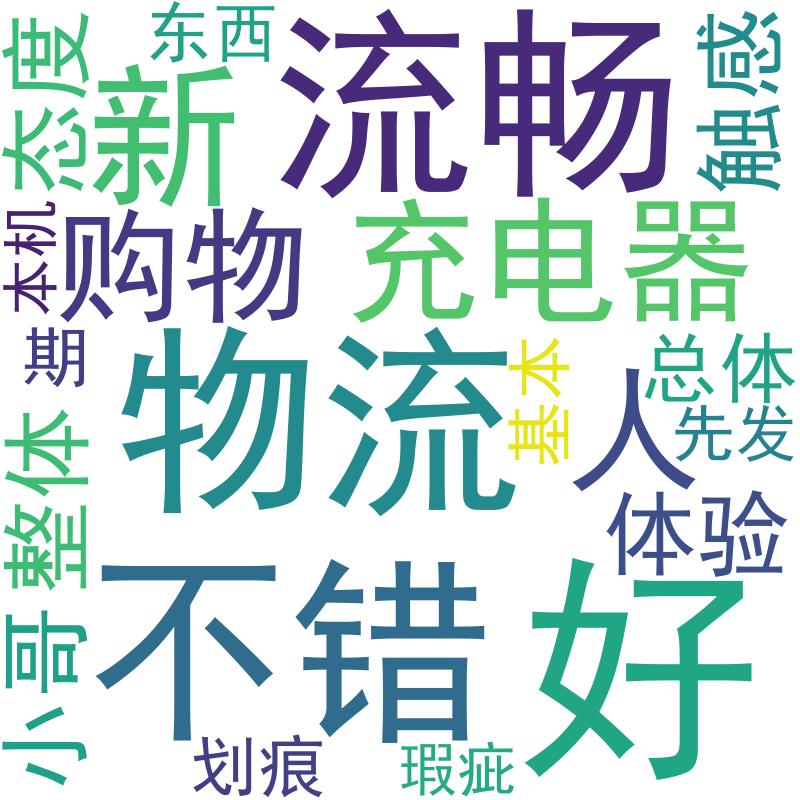 东西
态度
新
流畅
触感
本机
购物
充电器
期
物流
基本
人
总体
先发
整体
体验
小哥
不错
好
划痕
瑕疵